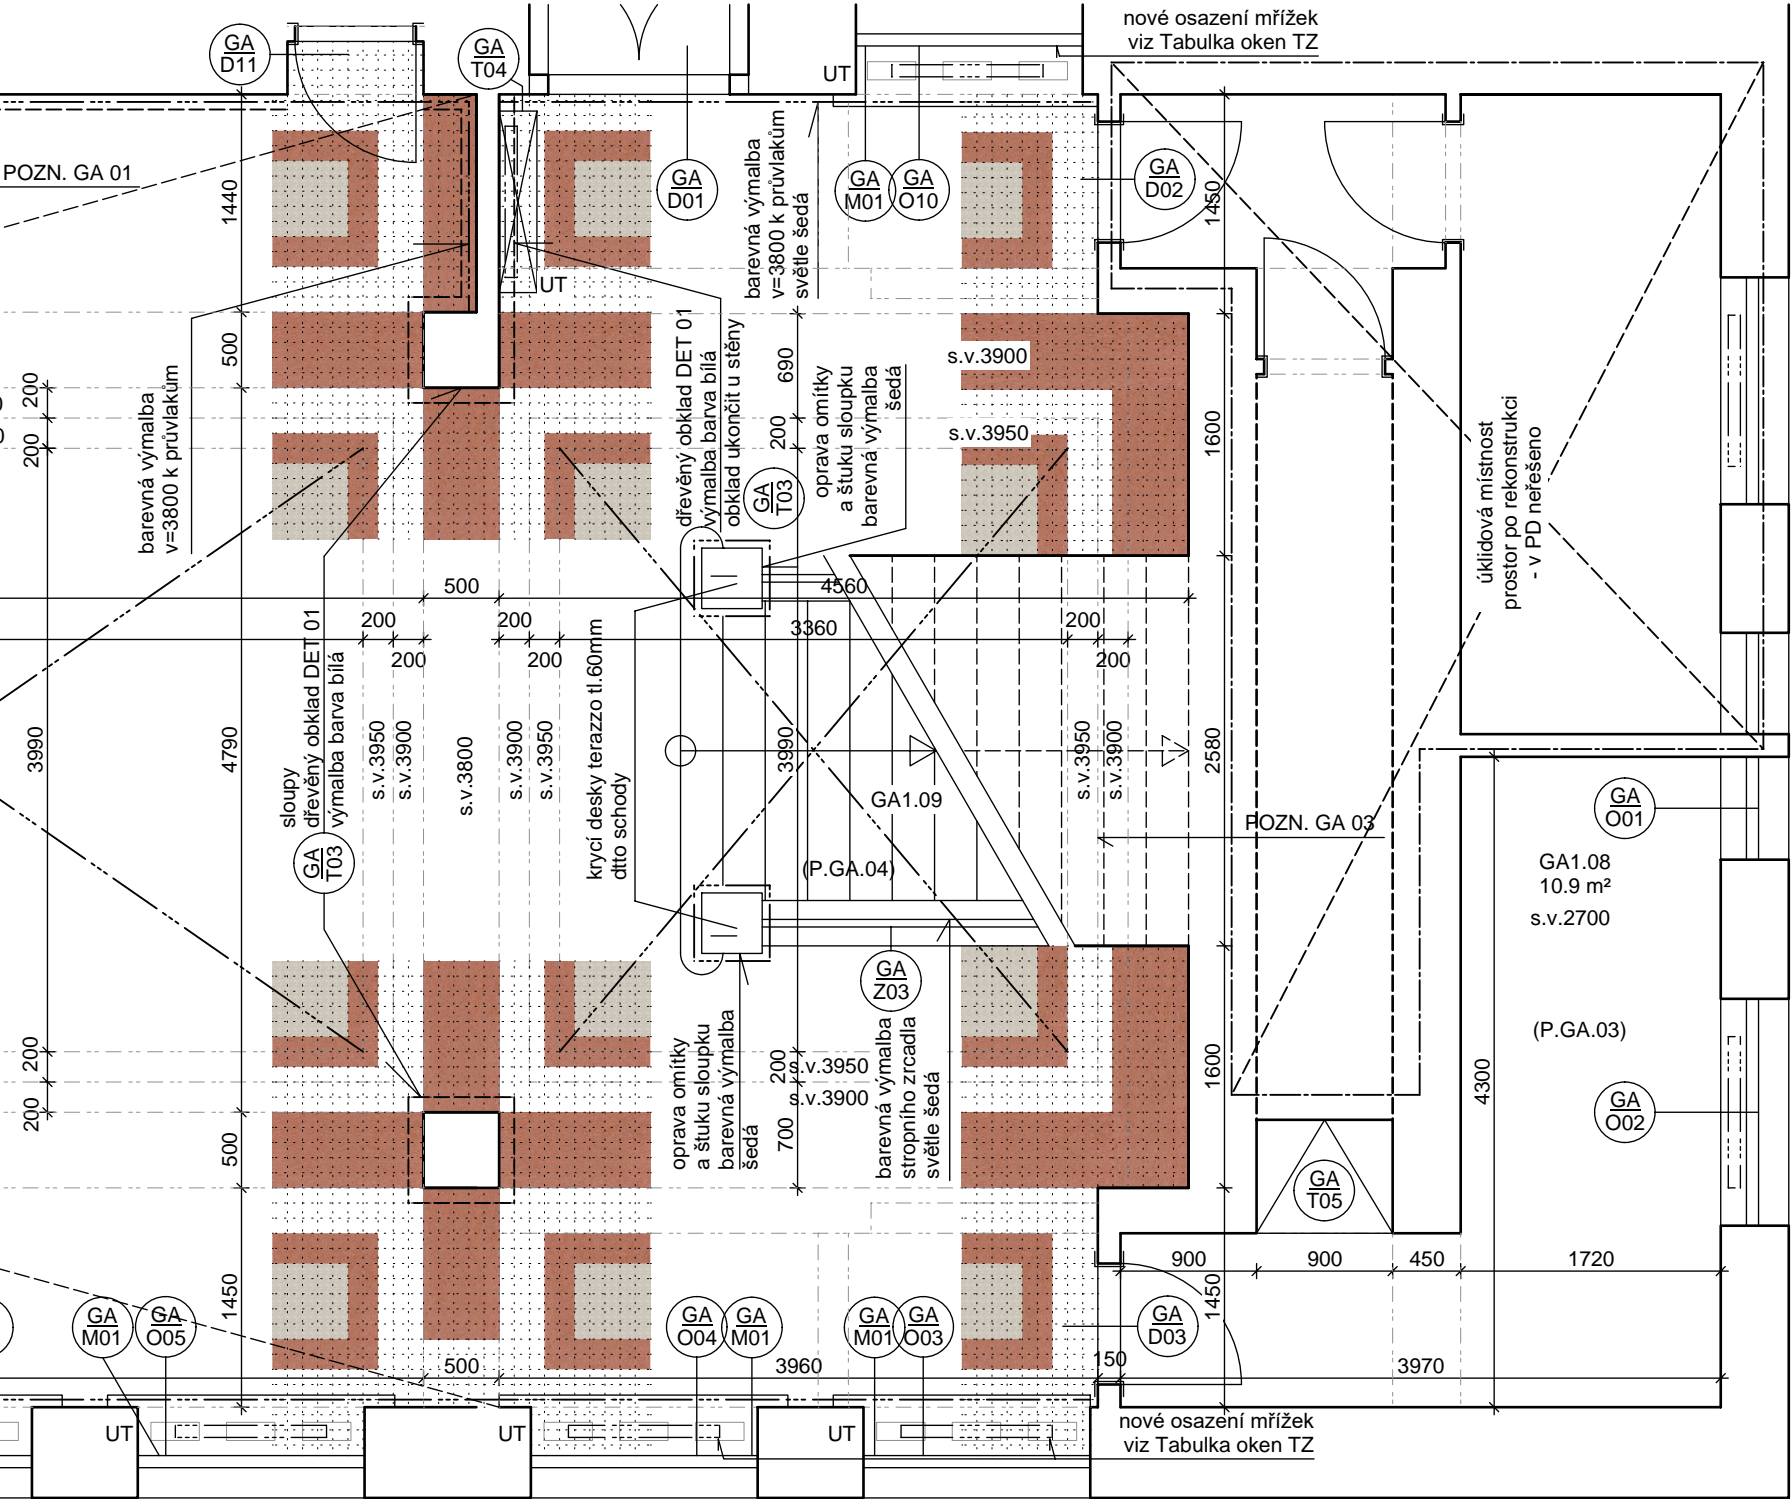 nové osazení mřížek
viz Tabulka oken TZ
GA
D11
GA
T04
UT
POZN. GA 01
GA
D01
GA
M01
GA
O10
GA
D02
1440
1450
barevná výmalba
v=3800 k průvlakům
světle šedá
UT
500
200
200
690
200
s.v.3900
s.v.3950
1600
barevná výmalba
v=3800 k průvlakům
dřevěný obklad DET 01
výmalba barva bílá
obklad ukončit u stěny
GA
T03
oprava omítky
a štuku sloupku
barevná výmalba
šedá
úklidová místnost
prostor po rekonstrukci
- v PD neřešeno
500
4560
200
200
200
200
3360
200
200
sloupy
dřevěný obklad DET 01
výmalba barva bílá
GA
T03
krycí desky terazzo tl.60mm
dtto schody
3990
4790
s.v.3950
s.v.3900
s.v.3800
s.v.3900
s.v.3950
3990
s.v.3950
s.v.3900
2580
GA1.09
(P.GA.04)
POZN. GA 03
GA
O01
GA1.08
10.9 m²
s.v.2700
(P.GA.03)
GA
O02
GA
Z03
oprava omítky
a štuku sloupku
barevná výmalba
šedá
barevná výmalba
stropního zrcadla
světle šedá
200
200
500
200
s.v.3950
s.v.3900
700
1600
4300
GA
T05
900
900
450
1720
1450
1450
GA
M01
GA
O05
GA
O04
GA
M01
GA
M01
GA
O03
GA
D03
500
3960
150
3970
UT
UT
UT
nové osazení mřížek
viz Tabulka oken TZ